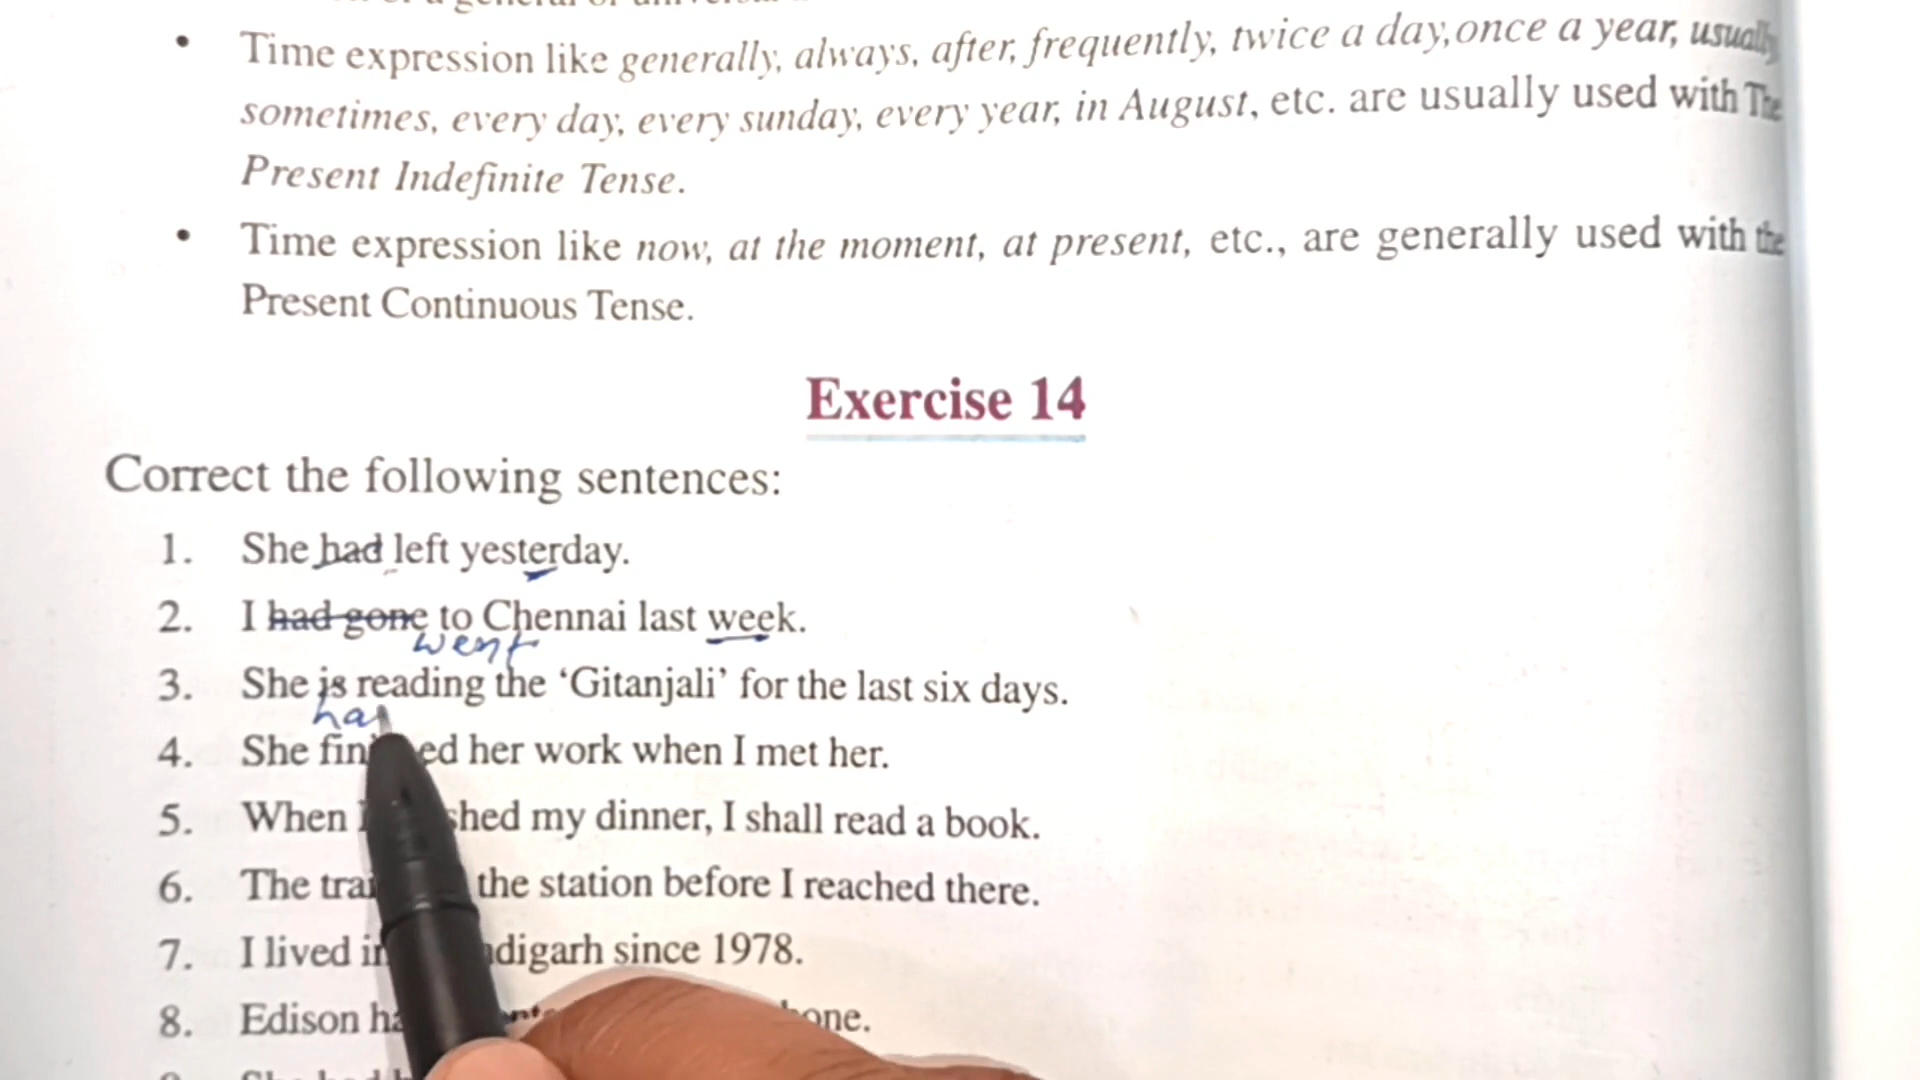 Time expression like generally, always, after, frequently, twice a day, once a year, usually
sometimes, every day, every sunday, every year, in August, etc. are usually used with The
Present Indefinite Tense.
Time expression like now, at the moment, at present, etc., are generally used with the
Present Continuous Tense.
Exercise 14
Correct the following sentences:
1. She had left yesterday.
2. I had gone to Chennai last week.
went
3. She is reading the ‘Gitanjali’ for the last six days.
ha
4. She her work when I met her.
5. When my dinner, I shall read a book.
6. The the station before I reached there.
7. I lived since 1978.
8. Edison